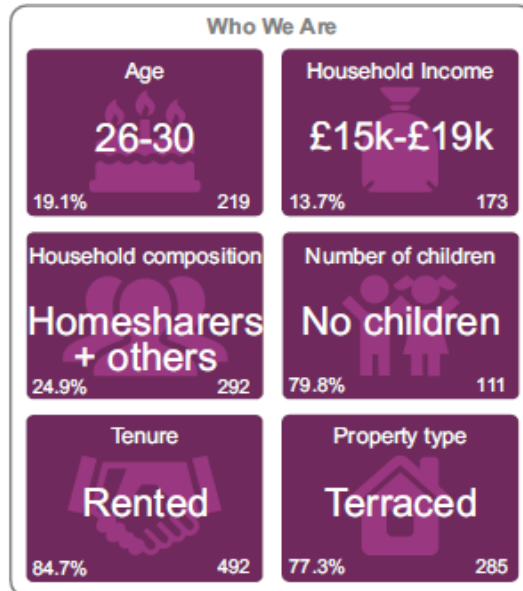 Who We Are
Age
26-30
19.1% 219
Household Income
£15k-£19k
13.7% 173
Household composition
Homesharers
+ others
24.9% 292
Number of children
No children
79.8% 111
Tenure
Rented
84.7% 492
Property type
Terraced
77.3% 285